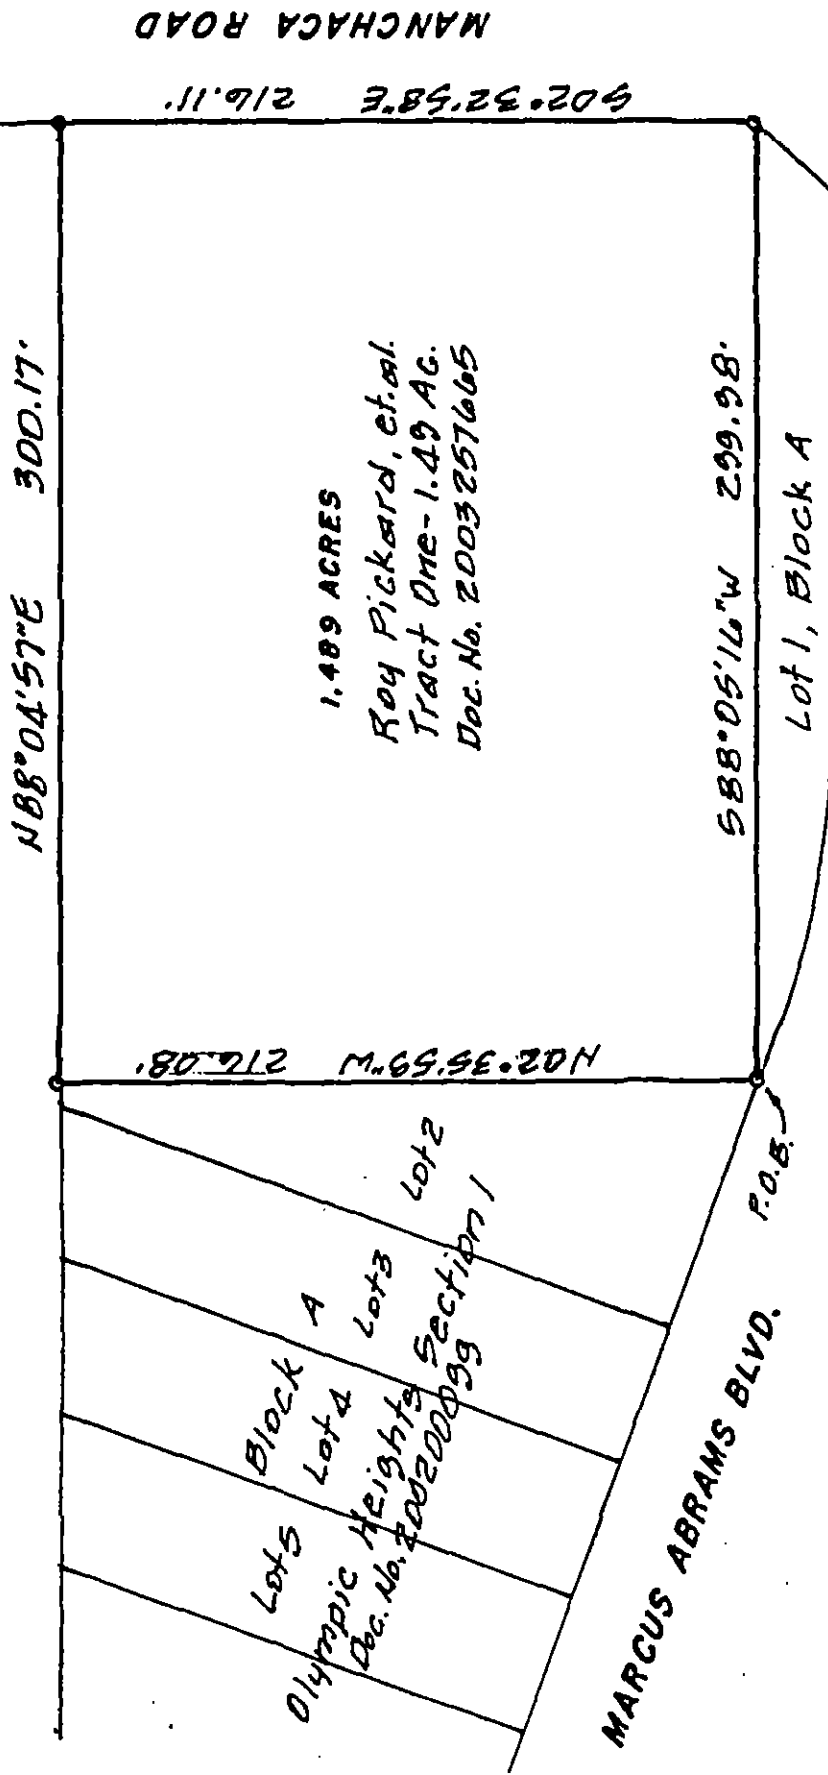 MANCHACA ROAD
S02°32'58"E 216.11'
N88°04'57"E 300.17'
1.489 ACRES
Roy Pickard, et.al.
Tract One-1.49 AC.
Doc. No. 2003257665
S88°05'16"W 299.98'
Lot 1, Block A
N02°35'55"W 216.08'
P.O.B.
Lot 2
Lot 3
Lot 4
Lot 5
Block A
Olympic Heights Section 1
Doc. No. 200200099
MARCUS ABRAMS BLVD.